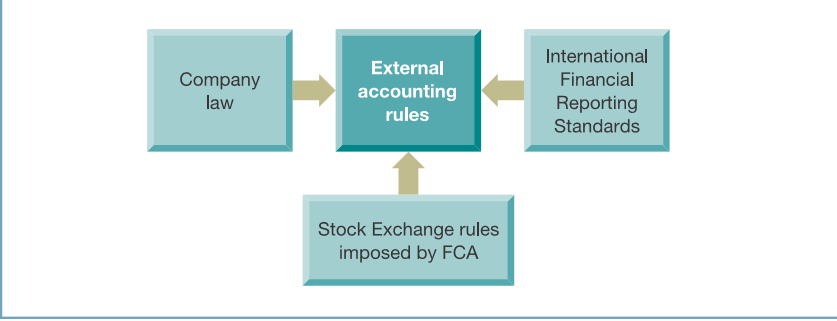 Company
law
External
accounting
rules
International
Financial
Reporting
Standards
Stock Exchange rules
imposed by FCA